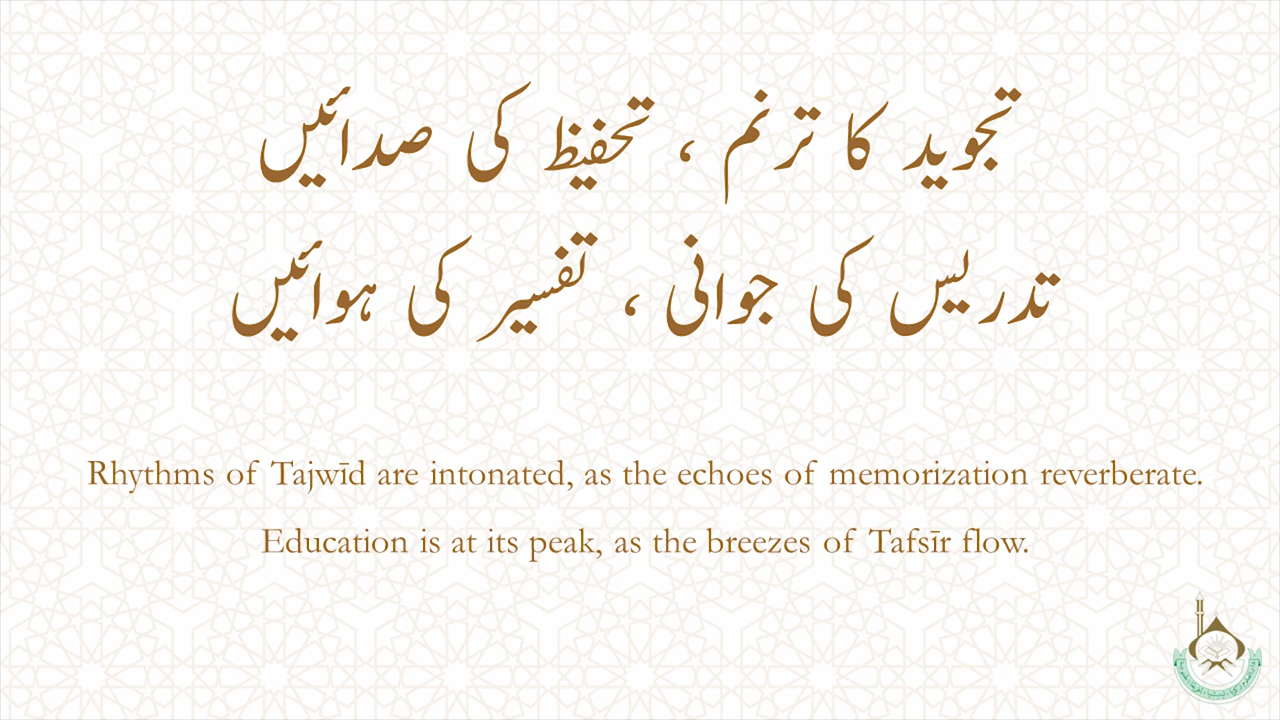 تجوید کا ترنم ، تحفیظ کی صدائیں
تدریس کی جوانی ، تفسیر کی ہوائیں
Rhythms of Tajwīd are intonated, as the echoes of memorization reverberate.
Education is at its peak, as the breezes of Tafsīr flow.